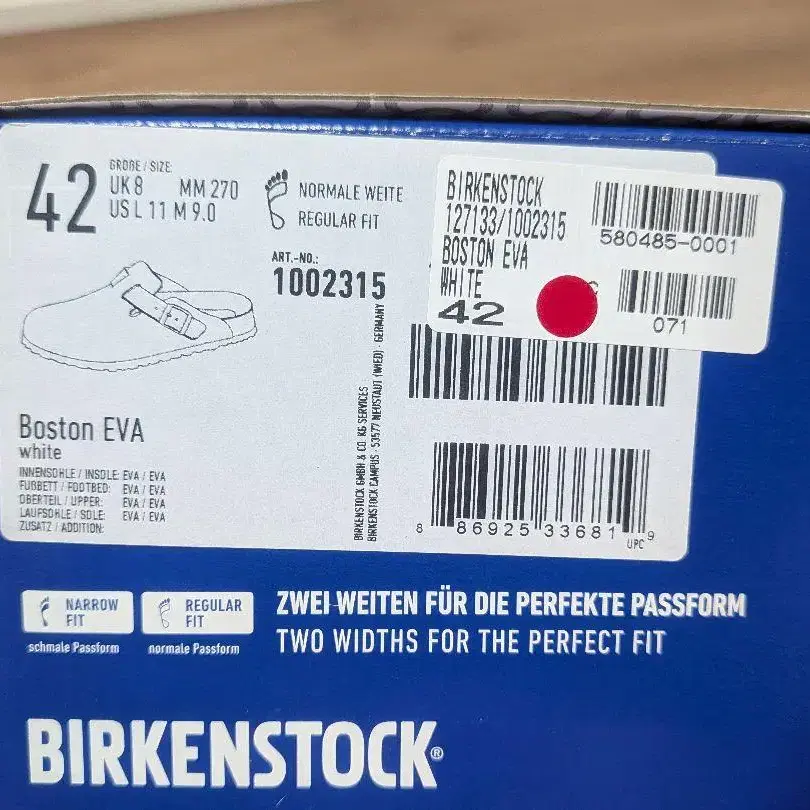 42
GRÖßE / SIZE:
UK 8 MM 270
US L 11 M 9.0
NORMALE WEITE
REGULAR FIT
ART.-NO.:
1002315
BIRKENSTOCK
127133/1002315
BOSTON EVA
WHITE
42
580485-0001
071
Boston EVA
white
INNENSOHLE / INSOLE: EVA / EVA
FUßBETT / FOOTBED: EVA / EVA
OBERTEIL / UPPER: EVA / EVA
LAUFSOHLE / SOLE: EVA / EVA
ZUSATZ / ADDITION:
BIRKENSTOCK GMBH & CO. KG SERVICES
BIRKENSTOCK CAMPUS · 53577 NEUSTADT (WIED) · GERMANY
8 86925 33681 9
UPC
NARROW
FIT
schmale Passform
REGULAR
FIT
normale Passform
ZWEI WEITEN FÜR DIE PERFEKTE PASSFORM
TWO WIDTHS FOR THE PERFECT FIT
BIRKENSTOCK®